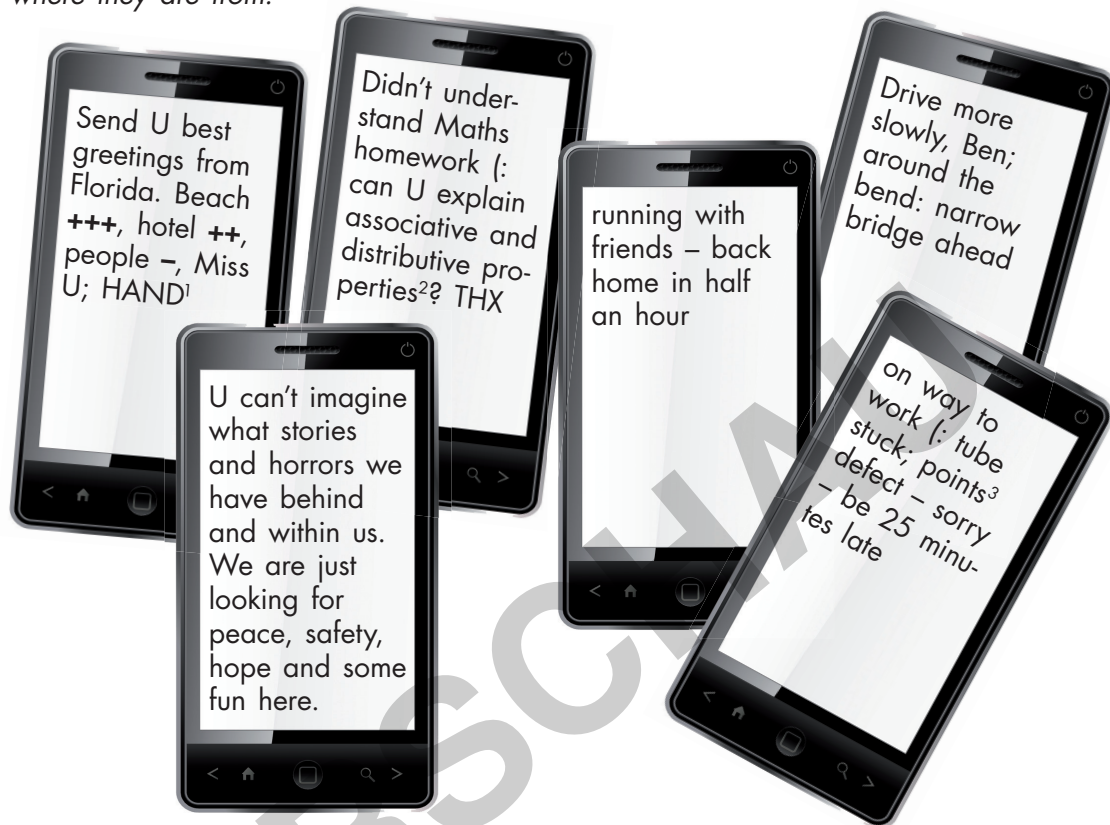 where they are from.
Send U best
greetings from
Florida. Beach
+++, hotel ++,
people –, Miss
U; HAND¹
Didn't under-
stand Maths
homework (:
can U explain
associative and
distributive pro-
perties²? THX
running with
friends – back
home in half
an hour
Drive more
slowly, Ben;
around the
bend: narrow
bridge ahead
U can't imagine
what stories
and horrors we
have behind
and within us.
We are just
looking for
peace, safety,
hope and some
fun here.
on way to
work (: tube
stuck; points³
defect – sorry
– be 25 minu-
tes late
BSCHAU